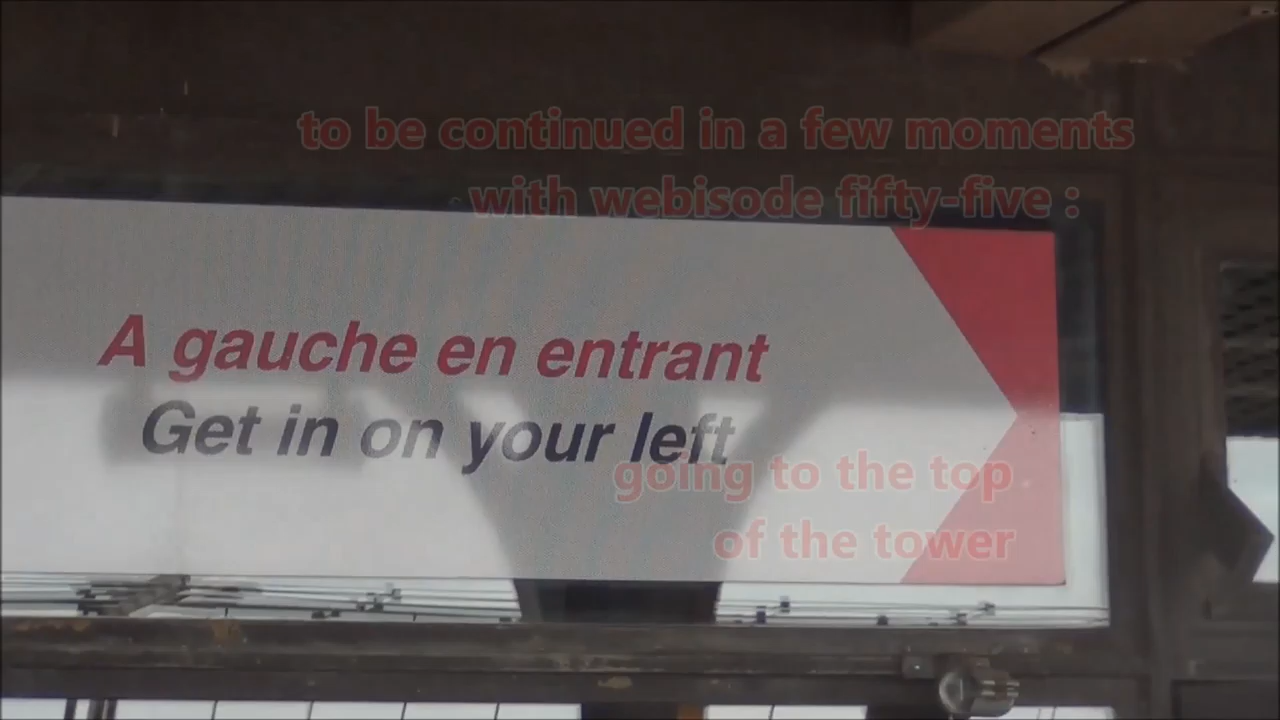 to be continued in a few moments
with webisode fifty-five :
A gauche en entrant
Get in on your left
going to the top
of the tower